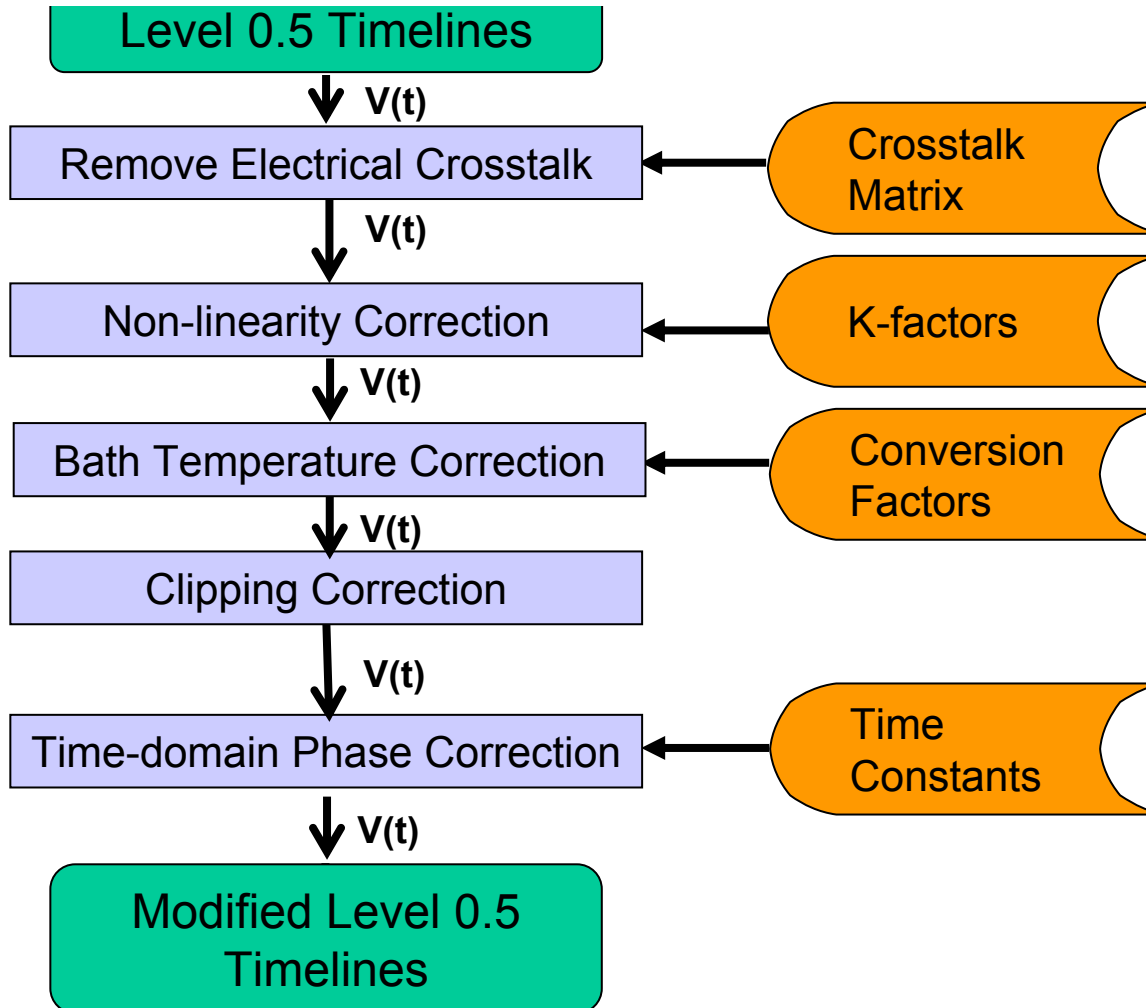 Level 0.5 Timelines
V(t)
Remove Electrical Crosstalk
Crosstalk
Matrix
V(t)
Non-linearity Correction
K-factors
V(t)
Bath Temperature Correction
Conversion
Factors
V(t)
Clipping Correction
V(t)
Time-domain Phase Correction
Time
Constants
V(t)
Modified Level 0.5
Timelines